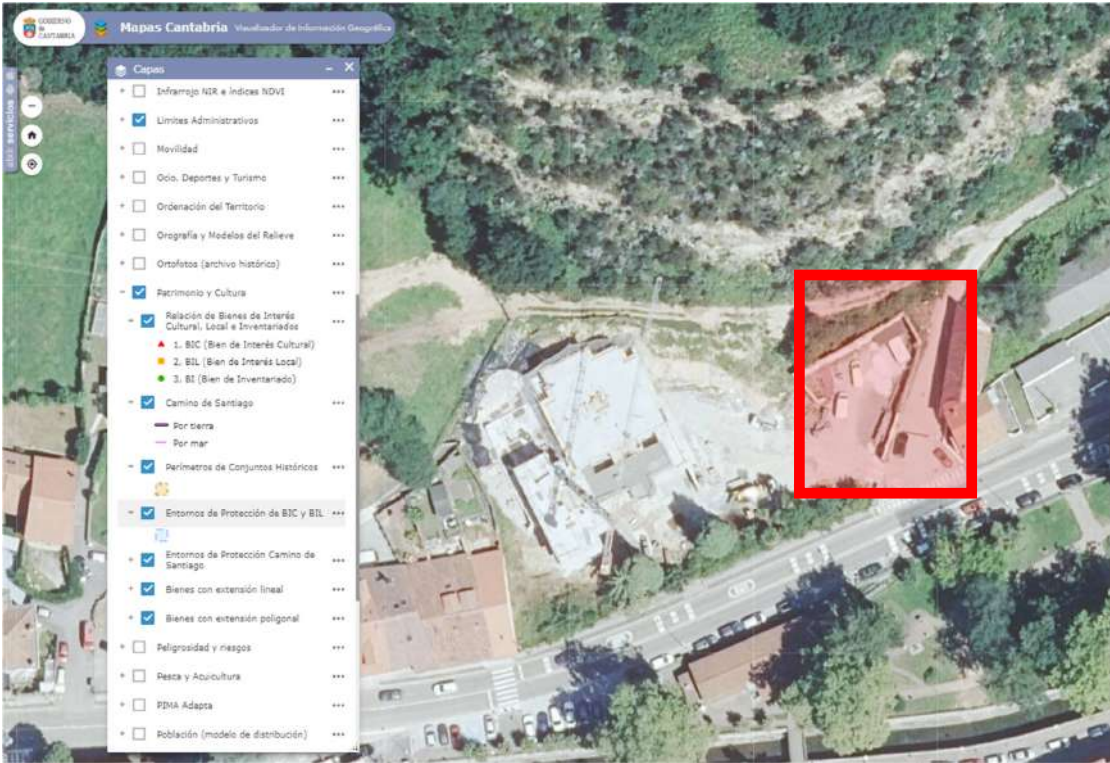 GOBIERNO
de
CANTABRIA
Mapas Cantabria Visualizador de Información Geográfica
servicios
Capas
Infrarrojo NIR e índices NDVI
Limites Administrativos
Movilidad
Ocio, Deportes y Turismo
Ordenación del Territorio
Orografía y Modelos del Relieve
Ortofotos (archivo histórico)
Patrimonio y Cultura
Relación de Bienes de Interés
Cultural, Local e Inventariados
1. BIC (Bien de Interés Cultural)
2. BIL (Bien de Interés Local)
3. BI (Bien de Inventariado)
Camino de Santiago
Por tierra
Por mar
Perímetros de Conjuntos Históricos
Entornos de Protección de BIC y BIL
Entornos de Protección Camino de
Santiago
Bienes con extensión lineal
Bienes con extensión poligonal
Peligrosidad y riesgos
Pesca y Acuicultura
PIMA Adapta
Población (modelo de distribución)